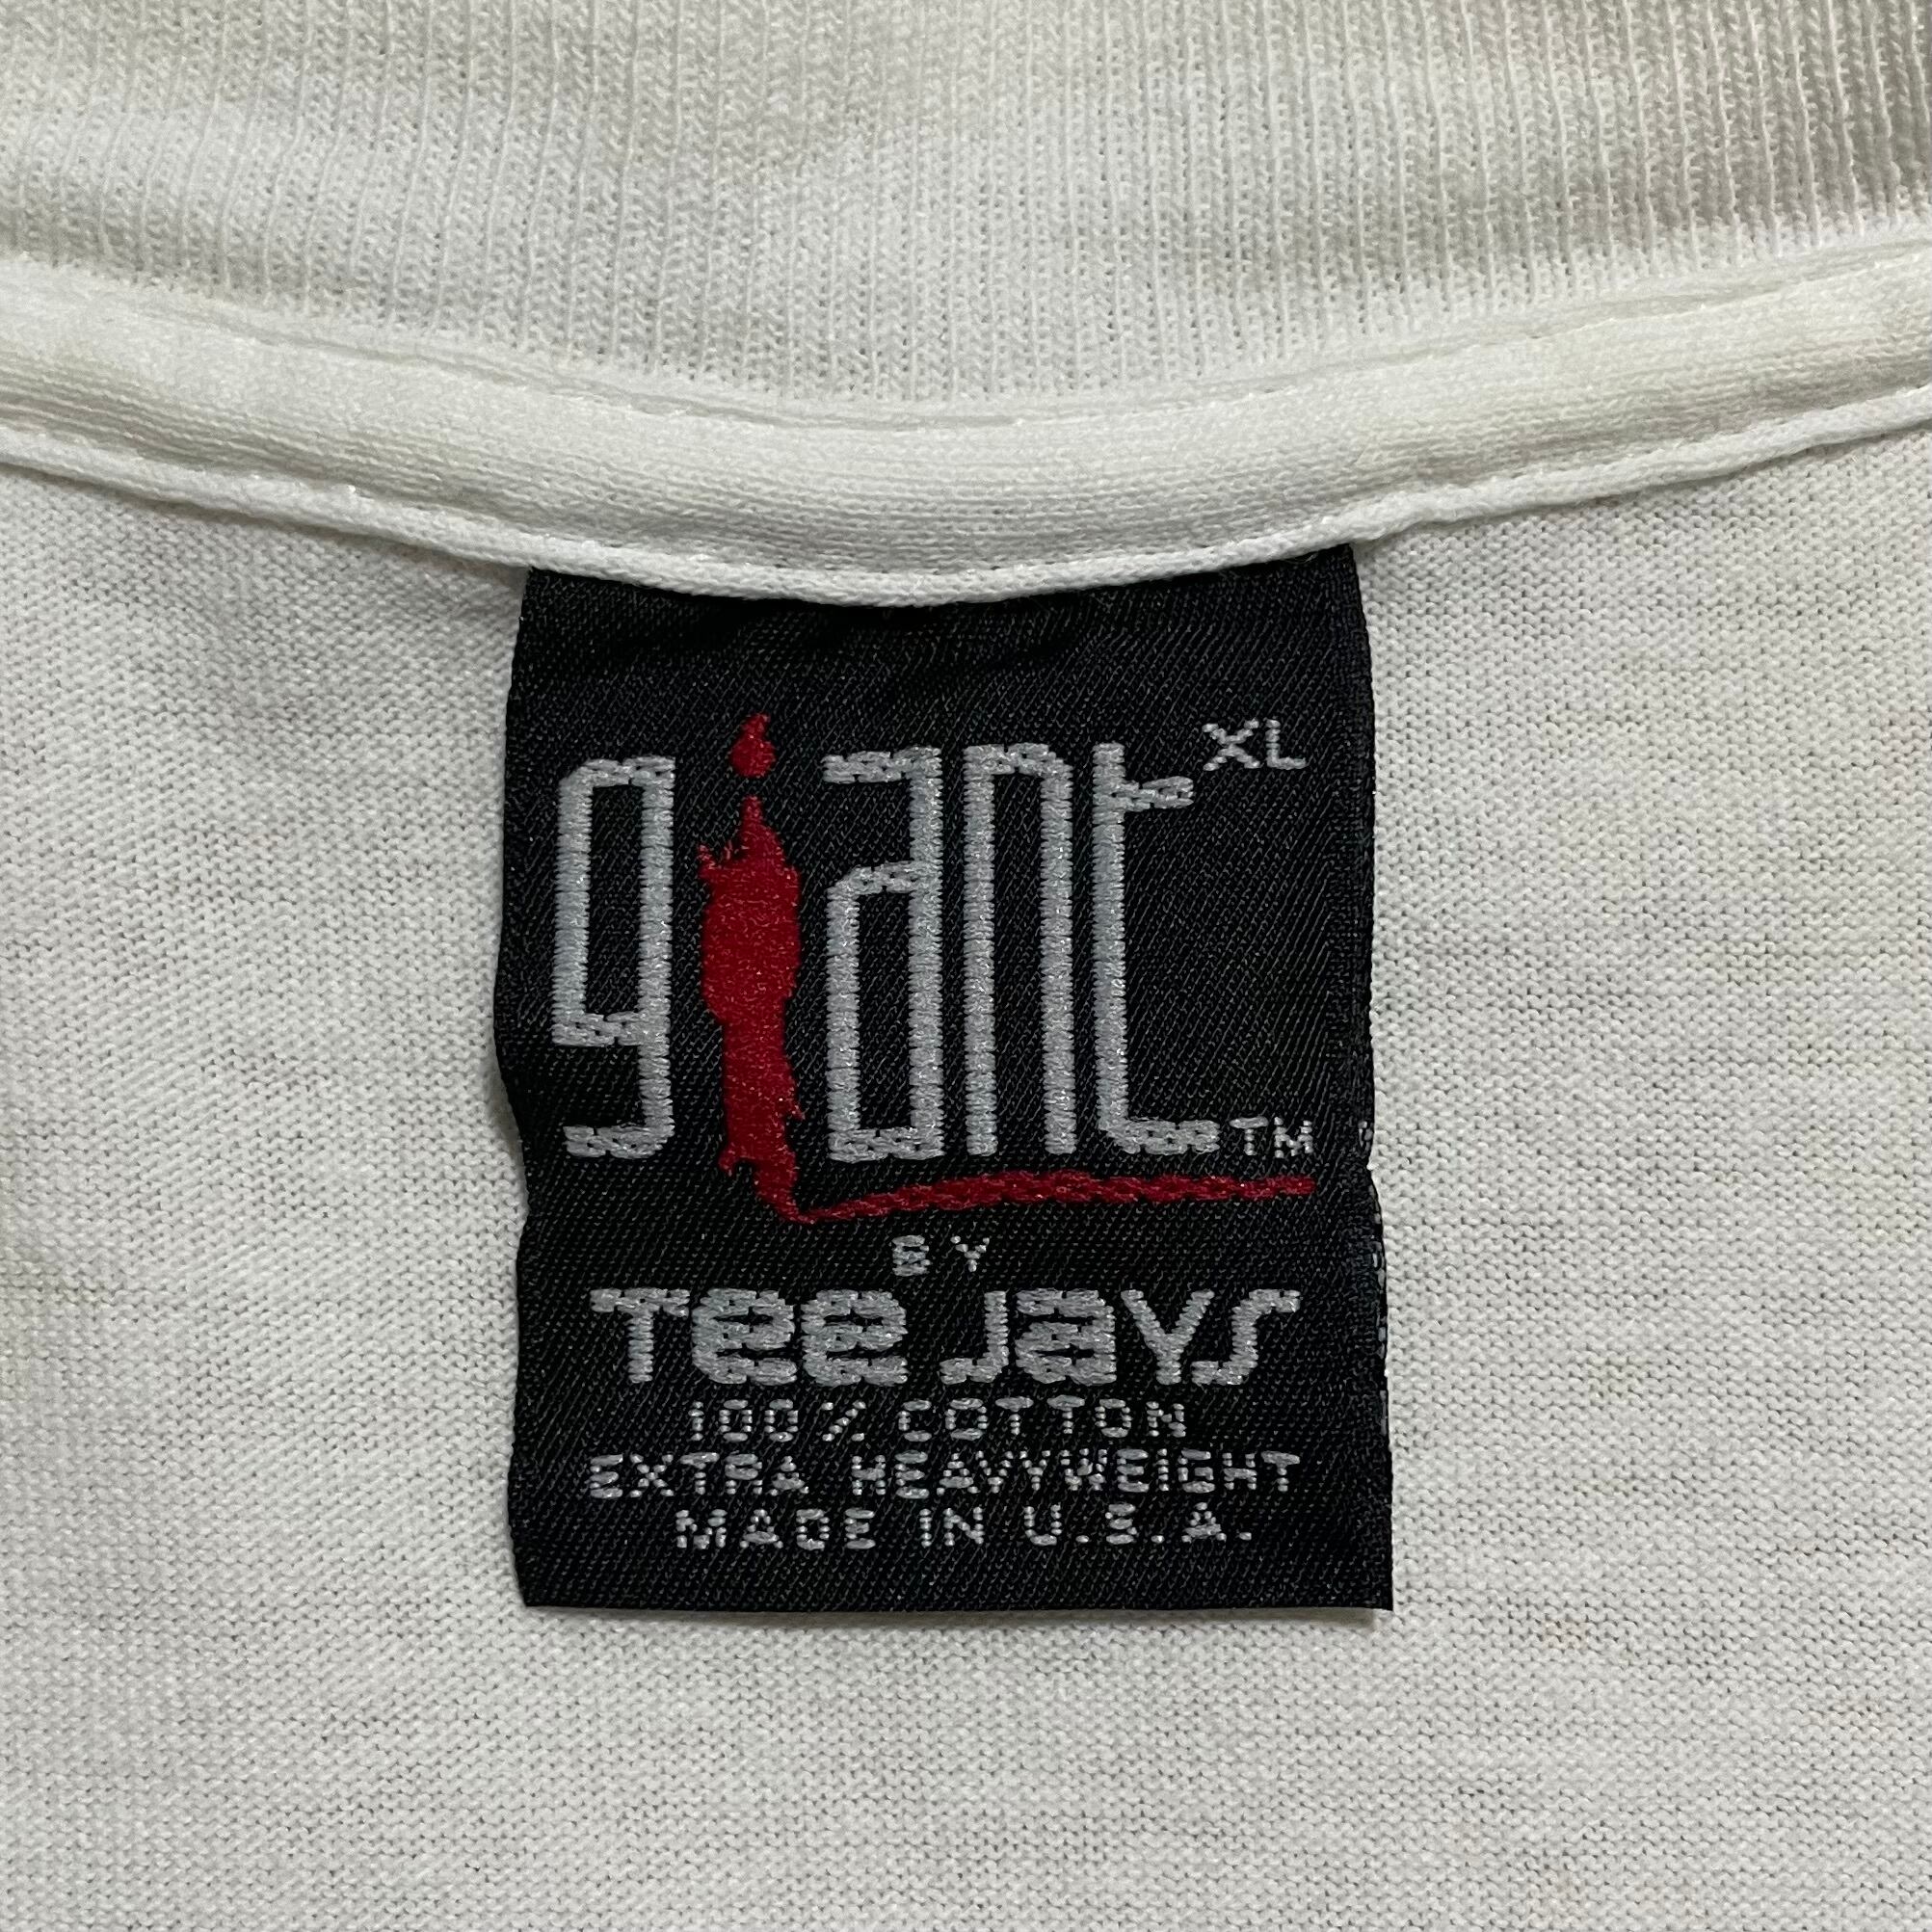 giant XL
TM
BY
Tee Jays
100% COTTON
EXTRA HEAVYWEIGHT
MADE IN U.S.A.